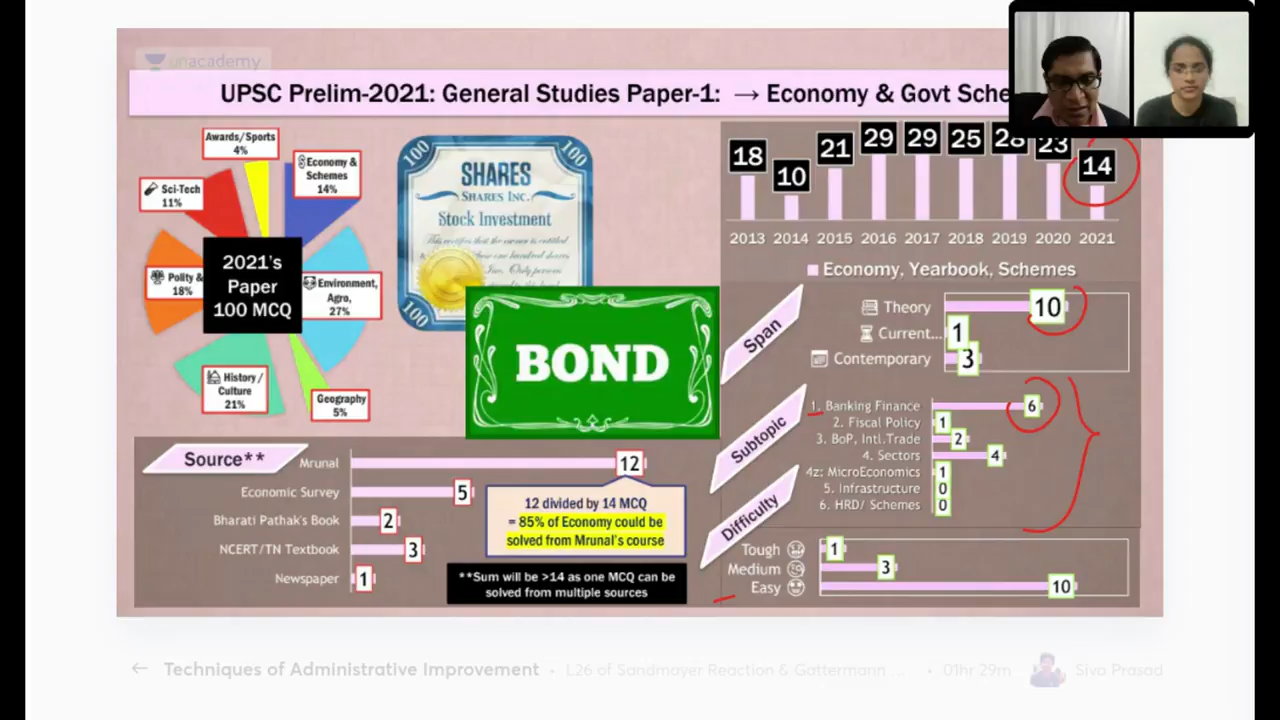 unacademy
UPSC Prelim-2021: General Studies Paper-1: → Economy & Govt Sche
Awards/Sports
4%
Economy &
Schemes
14%
Sci-Tech
11%
Polity &
18%
2021's
Paper
100 MCQ
Environment,
Agro,
27%
History /
Culture
21%
Geography
5%
100
100
SHARES
SHARES INC.
Stock Investment
100
BOND
18
10
21
29
29
25
28
23
14
2013 2014 2015 2016 2017 2018 2019 2020 2021
Economy, Yearbook, Schemes
Span
Theory 10
Current... 1
Contemporary 3
Subtopic
1. Banking Finance 6
2. Fiscal Policy 1
3. BoP, Intl.Trade 2
4. Sectors 4
4z: MicroEconomics 1
5. Infrastructure 0
6. HRD/ Schemes 0
Difficulty
Tough 1
Medium 3
Easy 10
Source**
Mrunal 12
Economic Survey 5
Bharati Pathak's Book 2
NCERT/TN Textbook 3
Newspaper 1
12 divided by 14 MCQ
= 85% of Economy could be
solved from Mrunal's course
**Sum will be >14 as one MCQ can be
solved from multiple sources
← Techniques of Administrative Improvement • L26 of Sandmayer Reaction & Gattermann ... • 01hr 29m Siva Prasad